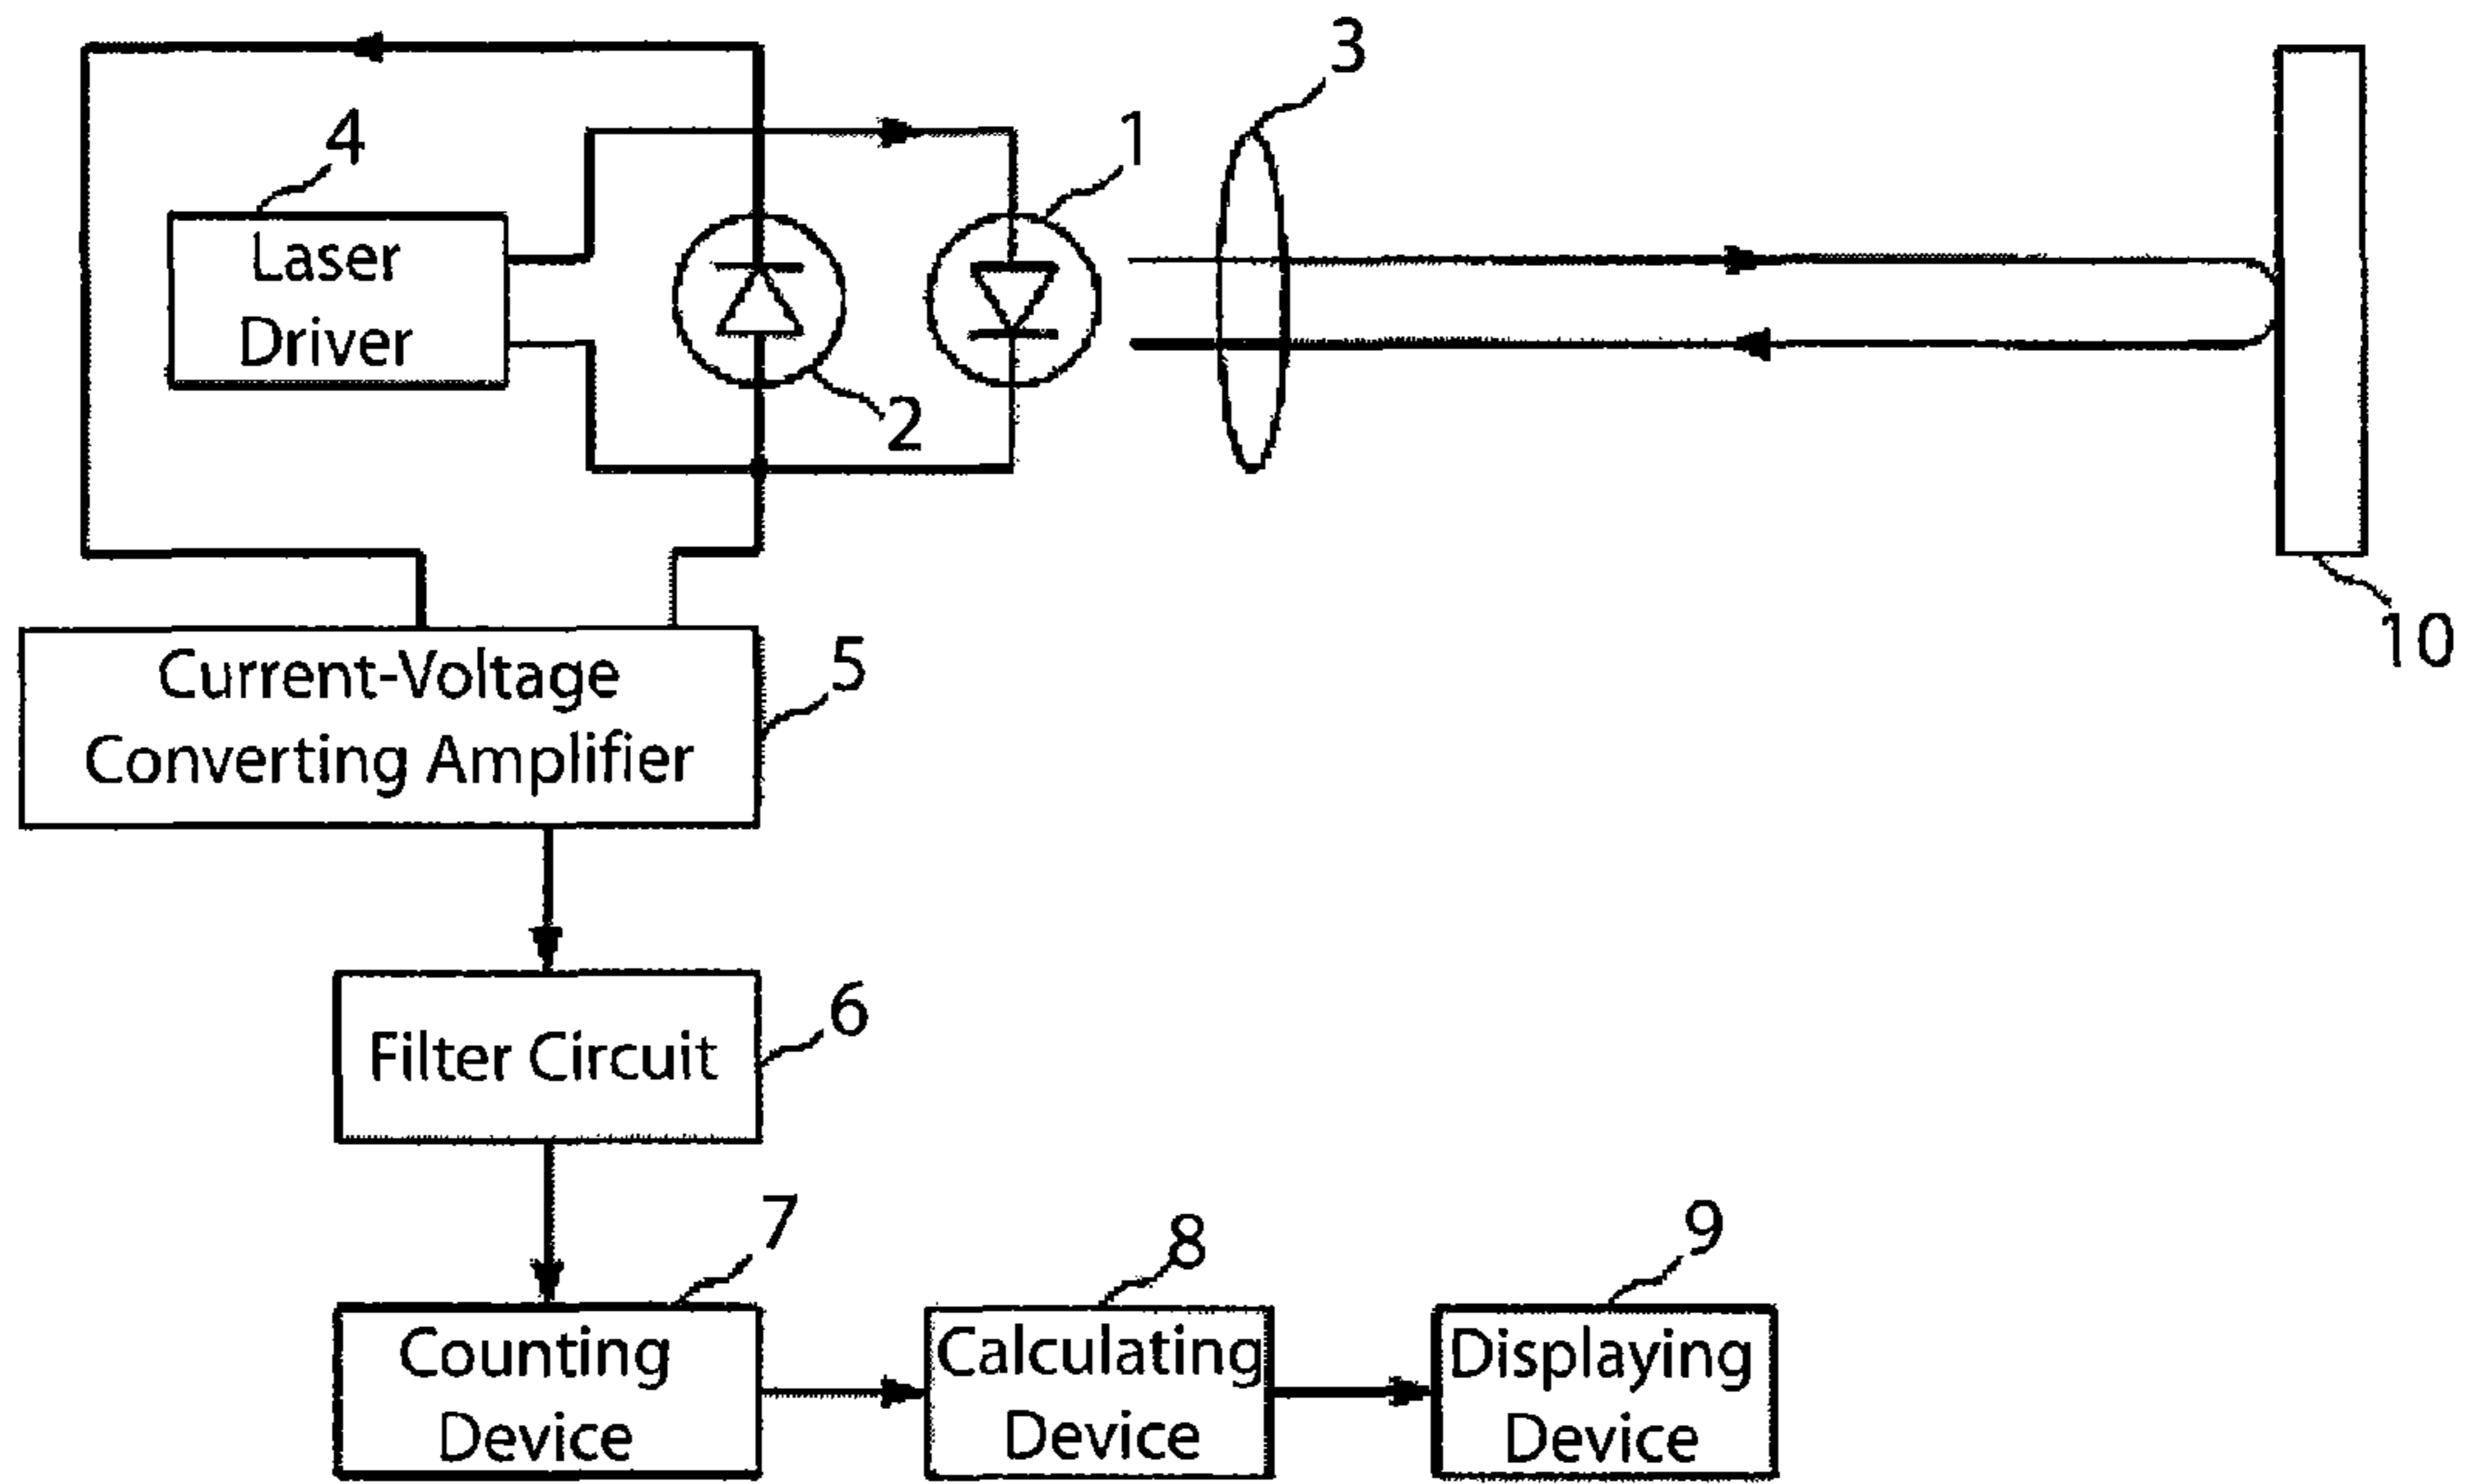 3
4
1
Laser
Driver
2
10
Current-Voltage
Converting Amplifier
5
Filter Circuit
6
7
8
9
Counting
Device
Calculating
Device
Displaying
Device